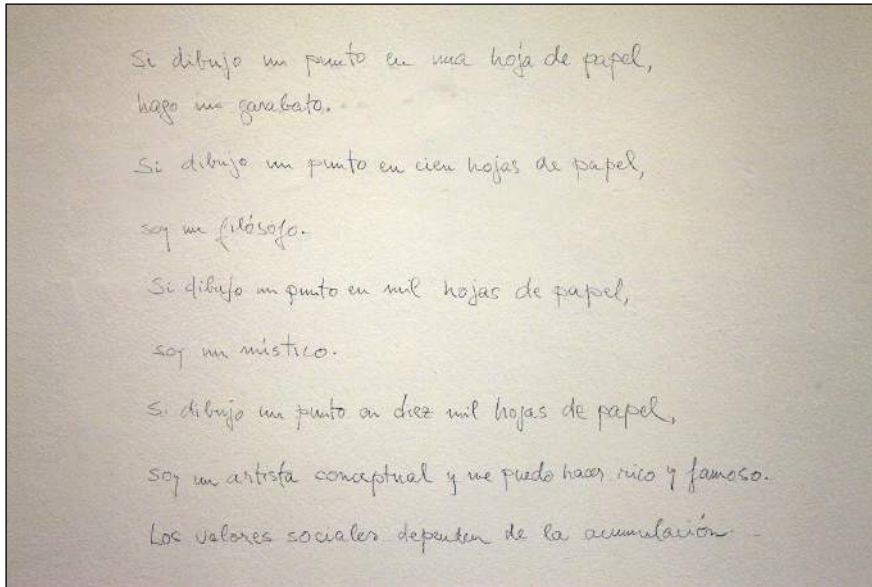 Si dibujo un punto en una hoja de papel,
hago un garabato.
Si dibujo un punto en cien hojas de papel,
soy un filósofo.
Si dibujo un punto en mil hojas de papel,
soy un místico.
Si dibujo un punto en diez mil hojas de papel,
soy un artista conceptual y me puedo hacer rico y famoso.
Los valores sociales dependen de la acumulación.